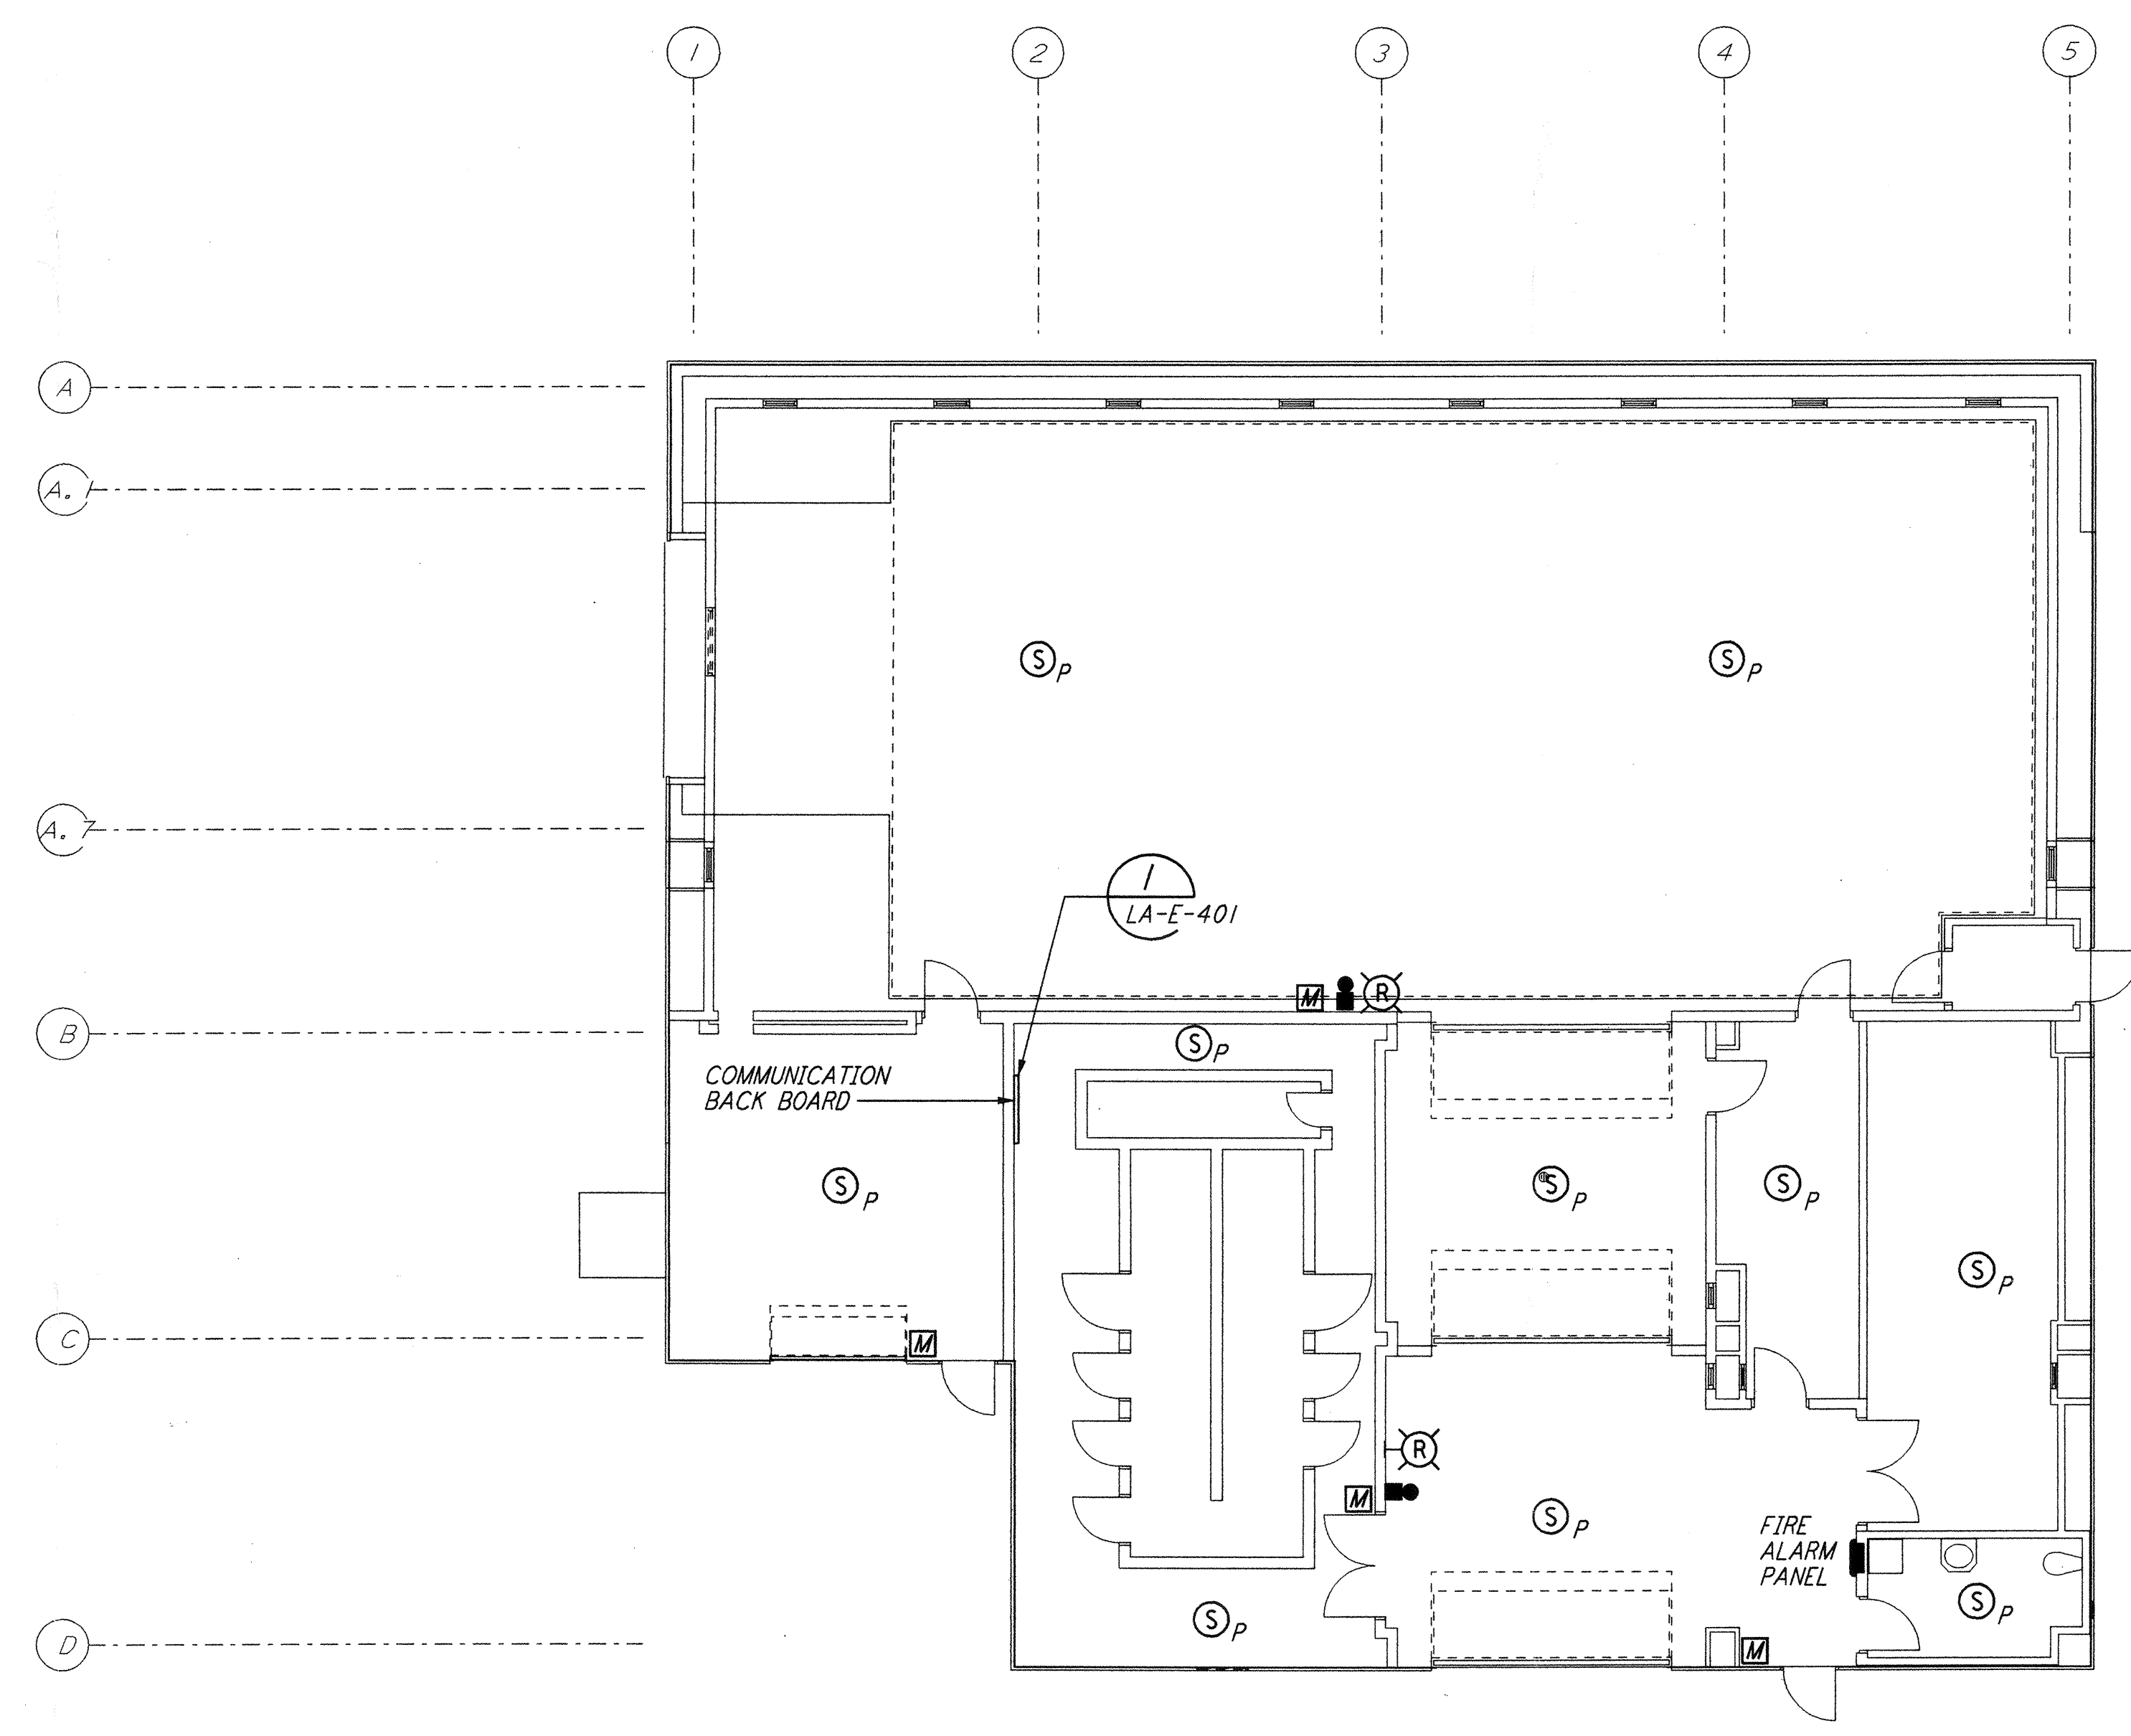 1 2 3 4 5
A
A.1
S P S P
A.7
1
LA-E-401
M R
B
S P
COMMUNICATION
BACK BOARD
S P S P S P
S P
C
M
R
M
S P
FIRE
ALARM
PANEL
S P
S P
D
M